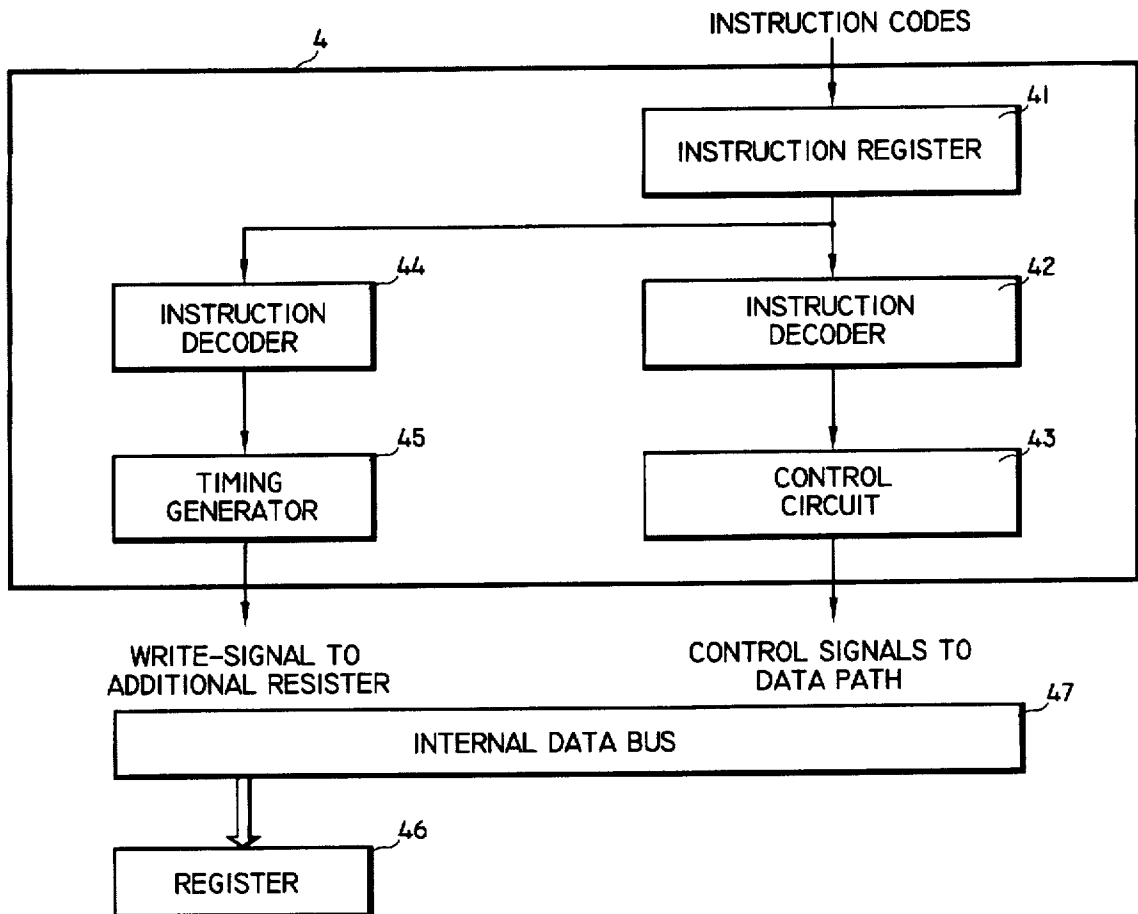 INSTRUCTION CODES
4
41
INSTRUCTION REGISTER
44
INSTRUCTION
DECODER
42
INSTRUCTION
DECODER
45
TIMING
GENERATOR
43
CONTROL
CIRCUIT
WRITE-SIGNAL TO
ADDITIONAL RESISTER
CONTROL SIGNALS TO
DATA PATH
47
INTERNAL DATA BUS
46
REGISTER